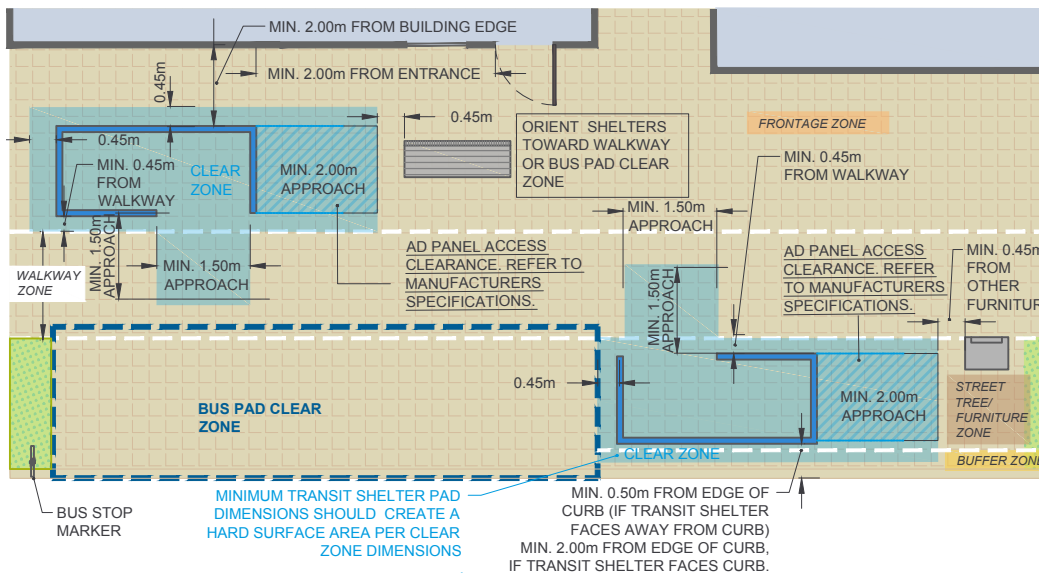 MIN. 2.00m FROM BUILDING EDGE
MIN. 2.00m FROM ENTRANCE
0.45m
0.45m
0.45m
ORIENT SHELTERS
TOWARD WALKWAY
OR BUS PAD CLEAR
ZONE
FRONTAGE ZONE
MIN. 0.45m
FROM
WALKWAY
CLEAR
ZONE
MIN. 2.00m
APPROACH
MIN. 0.45m
FROM WALKWAY
MIN. 1.50m
APPROACH
MIN. 1.50m
APPROACH
MIN. 1.50m
APPROACH
WALKWAY
ZONE
AD PANEL ACCESS
CLEARANCE. REFER TO
MANUFACTURERS
SPECIFICATIONS.
MIN. 1.50m
APPROACH
AD PANEL ACCESS
CLEARANCE. REFER
TO MANUFACTURERS
SPECIFICATIONS.
MIN. 0.45m
FROM
OTHER
FURNITURE
0.45m
BUS PAD CLEAR
ZONE
MIN. 2.00m
APPROACH
STREET
TREE/
FURNITURE
ZONE
CLEAR ZONE
BUFFER ZONE
BUS STOP
MARKER
MINIMUM TRANSIT SHELTER PAD
DIMENSIONS SHOULD CREATE A
HARD SURFACE AREA PER CLEAR
ZONE DIMENSIONS
MIN. 0.50m FROM EDGE OF
CURB (IF TRANSIT SHELTER
FACES AWAY FROM CURB)
MIN. 2.00m FROM EDGE OF CURB,
IF TRANSIT SHELTER FACES CURB.